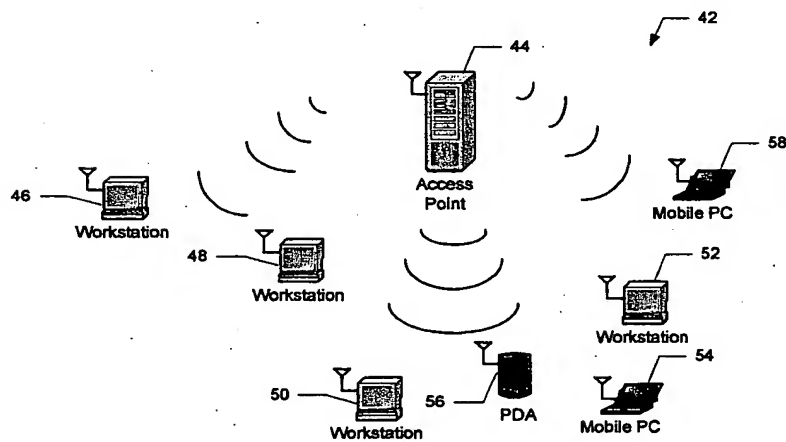 42
44
58
46
Access
Point
Mobile PC
Workstation
48
52
Workstation
Workstation
54
50
56
PDA
Mobile PC
Workstation